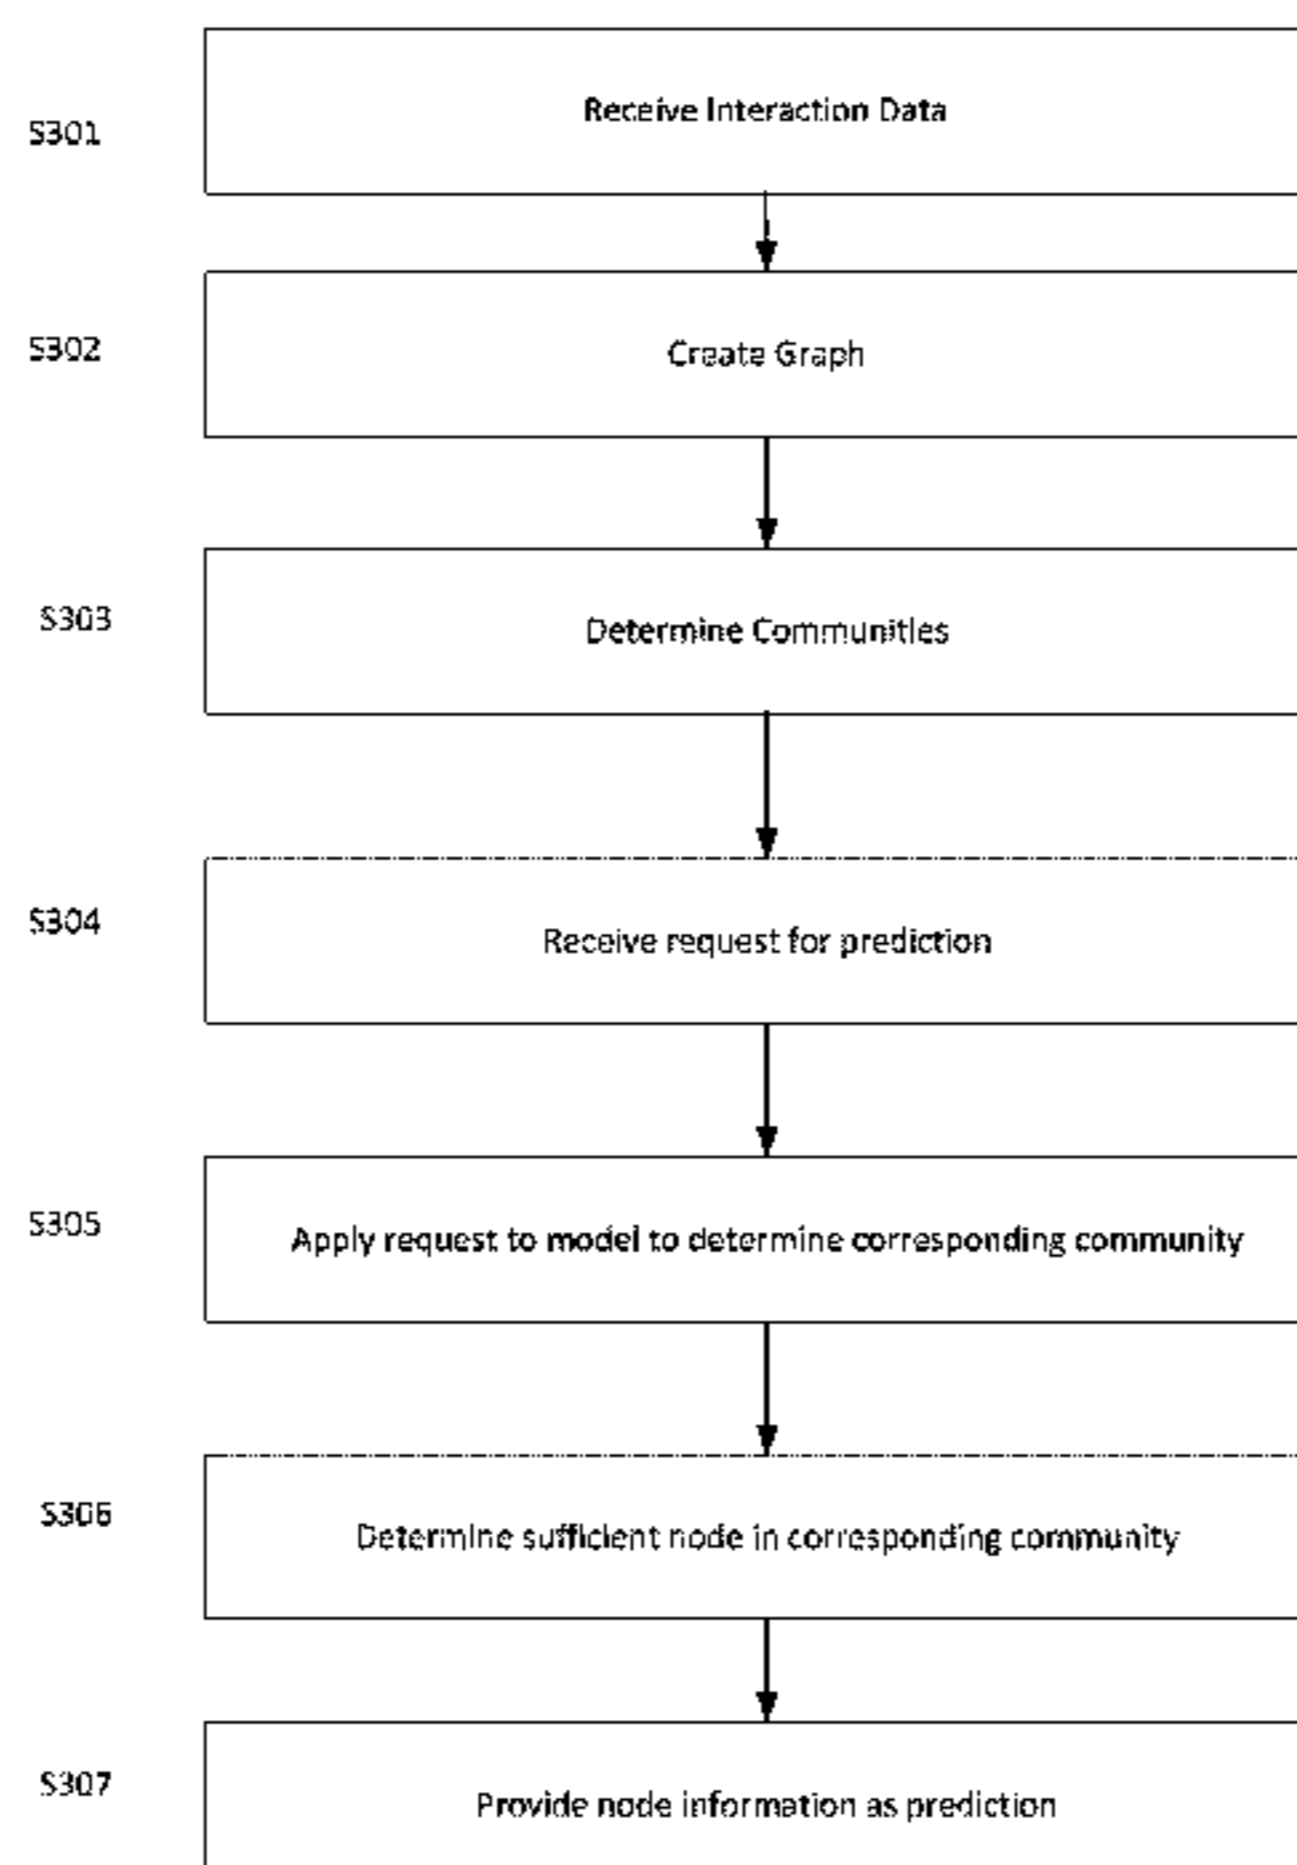 S301
Receive Interaction Data
S302
Create Graph
S303
Determine Communities
S304
Receive request for prediction
S305
Apply request to model to determine corresponding community
S306
Determine sufficient node in corresponding community
S307
Provide node information as prediction